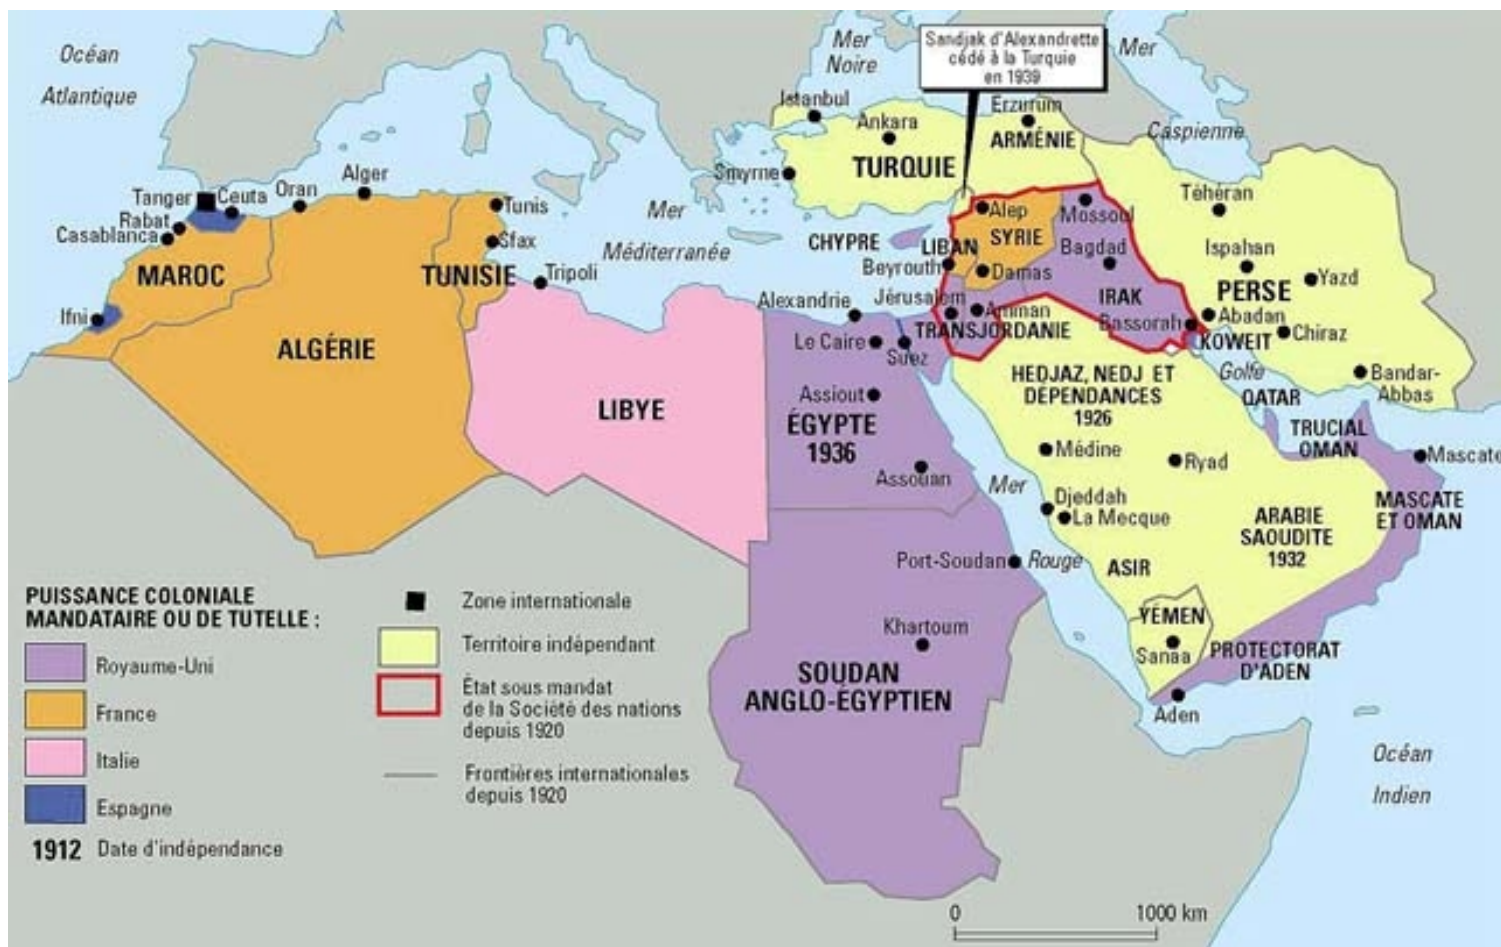 Océan
Atlantique
Mer
Noire
Sandjak d'Alexandrette
cédé à la Turquie
en 1939
Mer
Caspienne
Istanbul
Ankara
Erzurum
ARMÉNIE
TURQUIE
Smyrne
Téhéran
Tanger
Ceuta
Oran
Alger
Rabat
Casablanca
Tunis
Sfax
Mer
Méditerranée
MAROC
TUNISIE
Tripoli
CHYPRE
LIBAN
SYRIE
Alep
Mossoul
Bagdad
Ispahan
Yazd
Beyrouth
Damas
PERSE
Ifni
ALGÉRIE
Alexandrie
Jérusalem
Amman
IRAK
TRANSJORDANIE
Bassorah
Abadan
KOWEIT
Chiraz
Le Caire
Suez
Golfe
Bandar-
Abbas
HEDJAZ, NEDJ ET
DÉPENDANCES
1926
QATAR
Assiout
LIBYE
ÉGYPTE
1936
TRUCIAL
OMAN
Médine
Ryad
Mascate
Assouan
Mer
Rouge
Djeddah
La Mecque
MASCATE
ET OMAN
ARABIE
SAOUDITE
1932
Port-Soudan
ASIR
YÉMEN
Sanaa
PROTECTORAT
D'ADEN
Aden
Khartoum
SOUDAN
ANGLO-ÉGYPTIEN
Océan
Indien
PUISSANCE COLONIALE
MANDATAIRE OU DE TUTELLE :
Royaume-Uni
France
Italie
Espagne
1912 Date d'indépendance
Zone internationale
Territoire indépendant
État sous mandat
de la Société des nations
depuis 1920
Frontières internationales
depuis 1920
0 1000 km